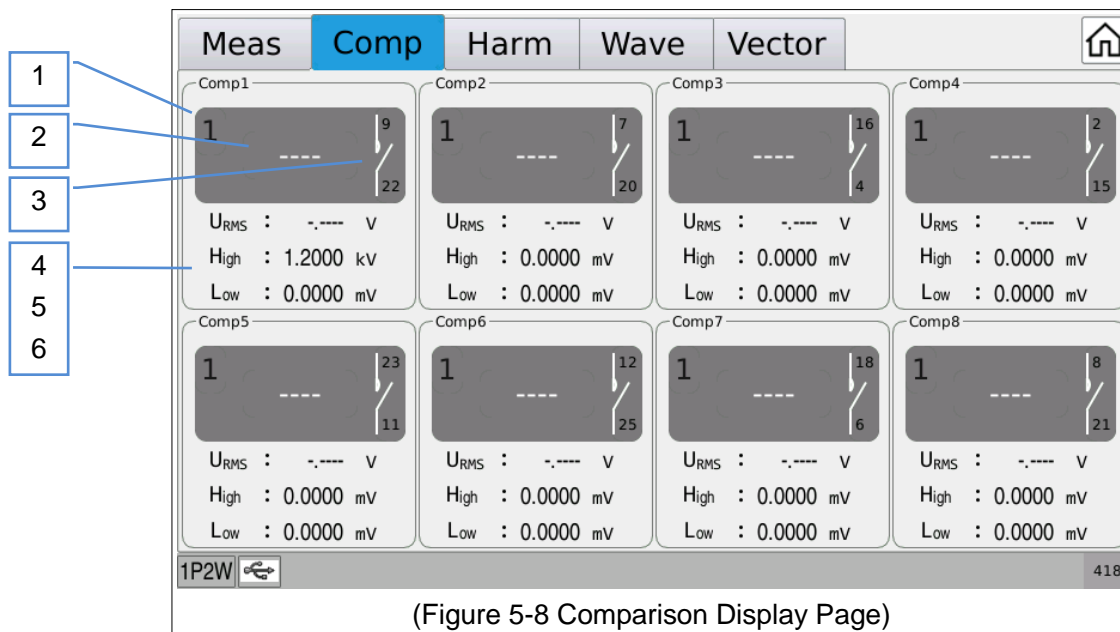 Meas Comp Harm Wave Vector
1
2
3
4
5
6
Comp1 Comp2 Comp3 Comp4
1 9 1 7 1 16 1 2
---- ---- ---- ----
22 20 4 15
URMS : -.---- V URMS : -.---- V URMS : -.---- V URMS : -.---- V
High : 1.2000 kV High : 0.0000 mV High : 0.0000 mV High : 0.0000 mV
Low : 0.0000 mV Low : 0.0000 mV Low : 0.0000 mV Low : 0.0000 mV
Comp5 Comp6 Comp7 Comp8
1 23 1 12 1 18 1 8
---- ---- ---- ----
11 25 6 21
URMS : -.---- V URMS : -.---- V URMS : -.---- V URMS : -.---- V
High : 0.0000 mV High : 0.0000 mV High : 0.0000 mV High : 0.0000 mV
Low : 0.0000 mV Low : 0.0000 mV Low : 0.0000 mV Low : 0.0000 mV
1P2W 418
(Figure 5-8 Comparison Display Page)